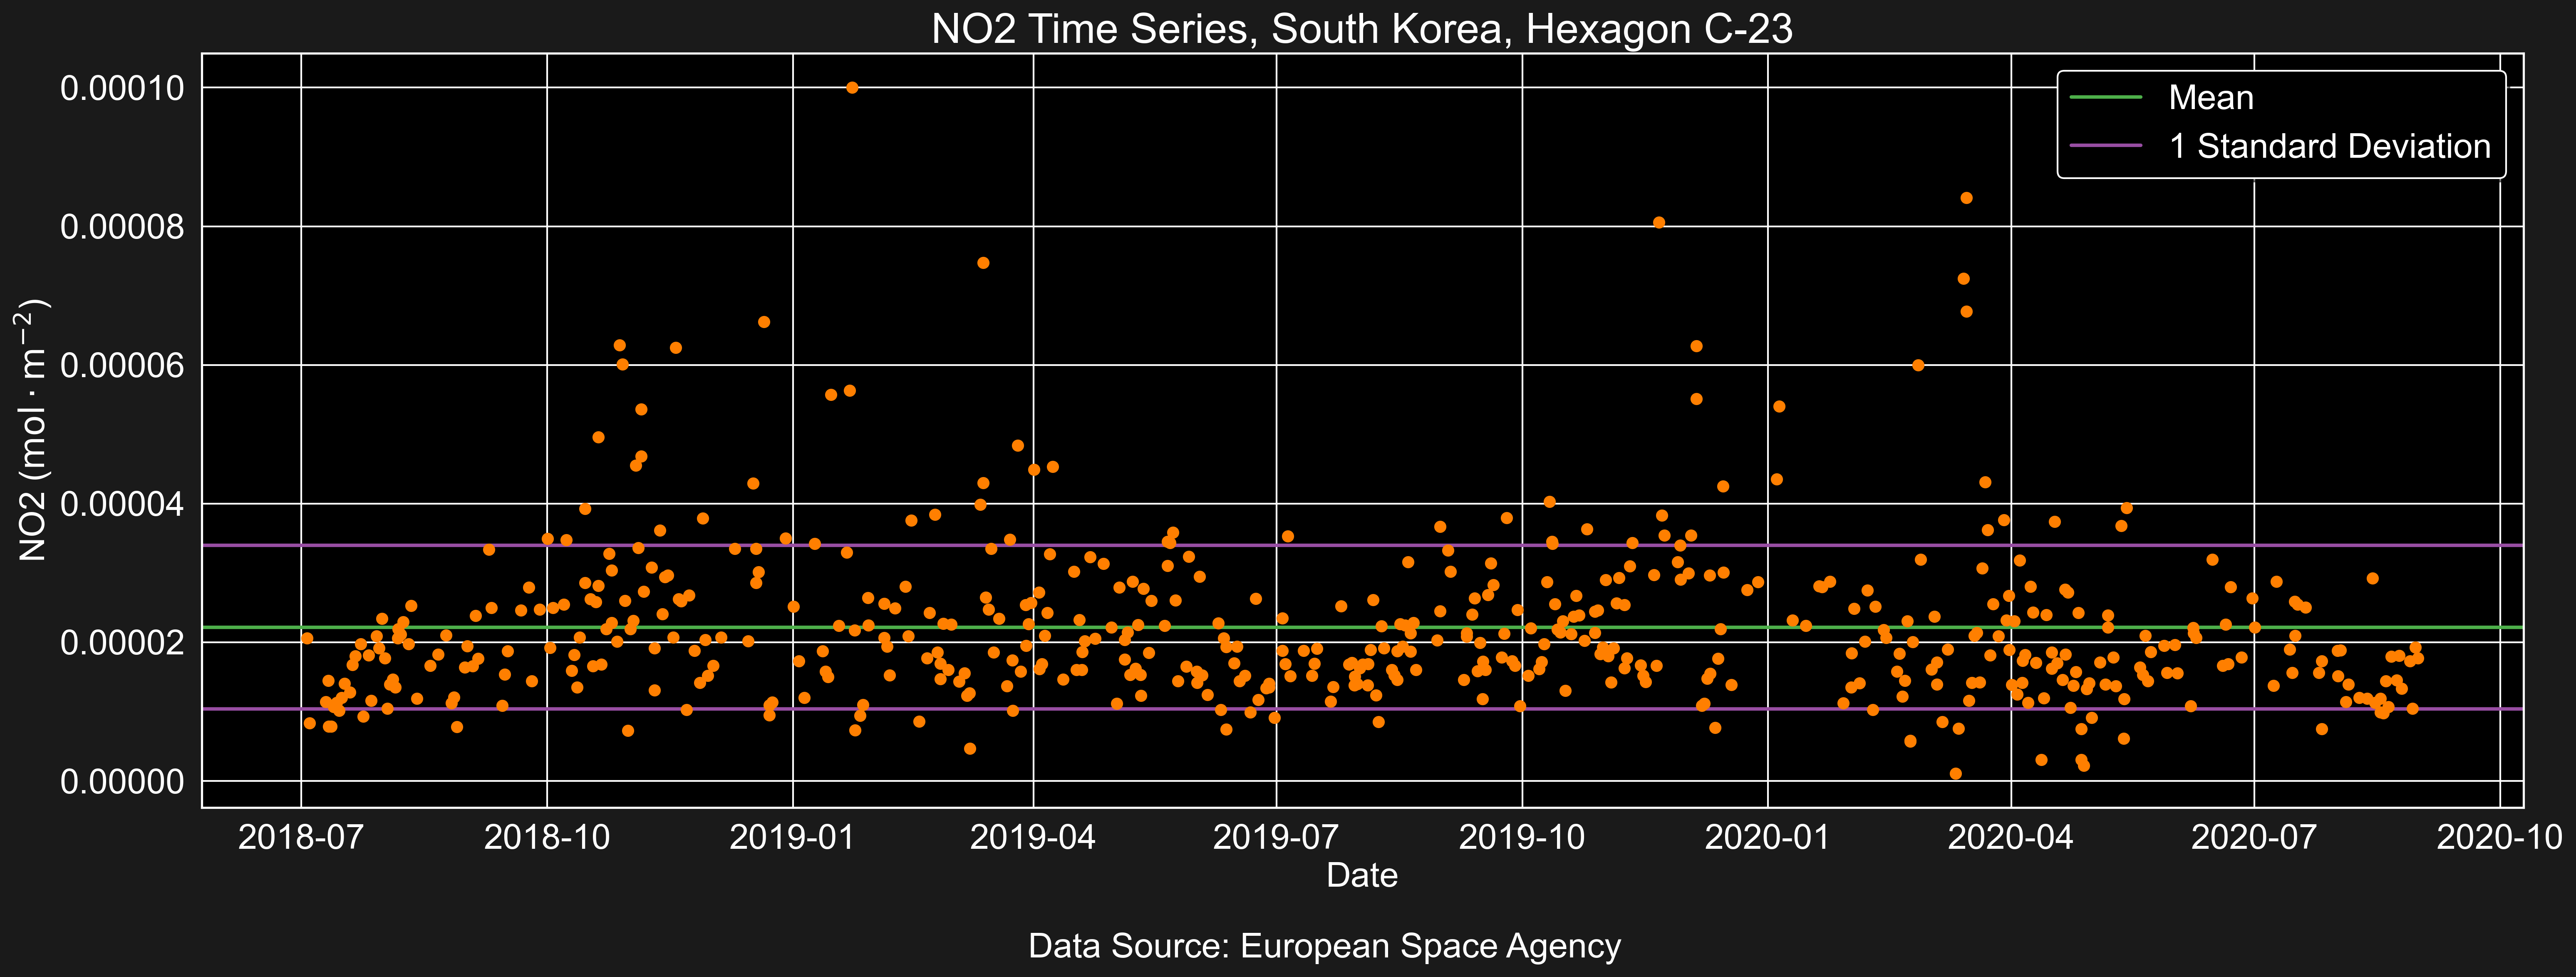 NO2 Time Series, South Korea, Hexagon C-23
NO2 (mol · m⁻²)
0.00010
0.00008
0.00006
0.00004
0.00002
0.00000
Mean
1 Standard Deviation
2018-07 2018-10 2019-01 2019-04 2019-07 2019-10 2020-01 2020-04 2020-07 2020-10
Date
Data Source: European Space Agency